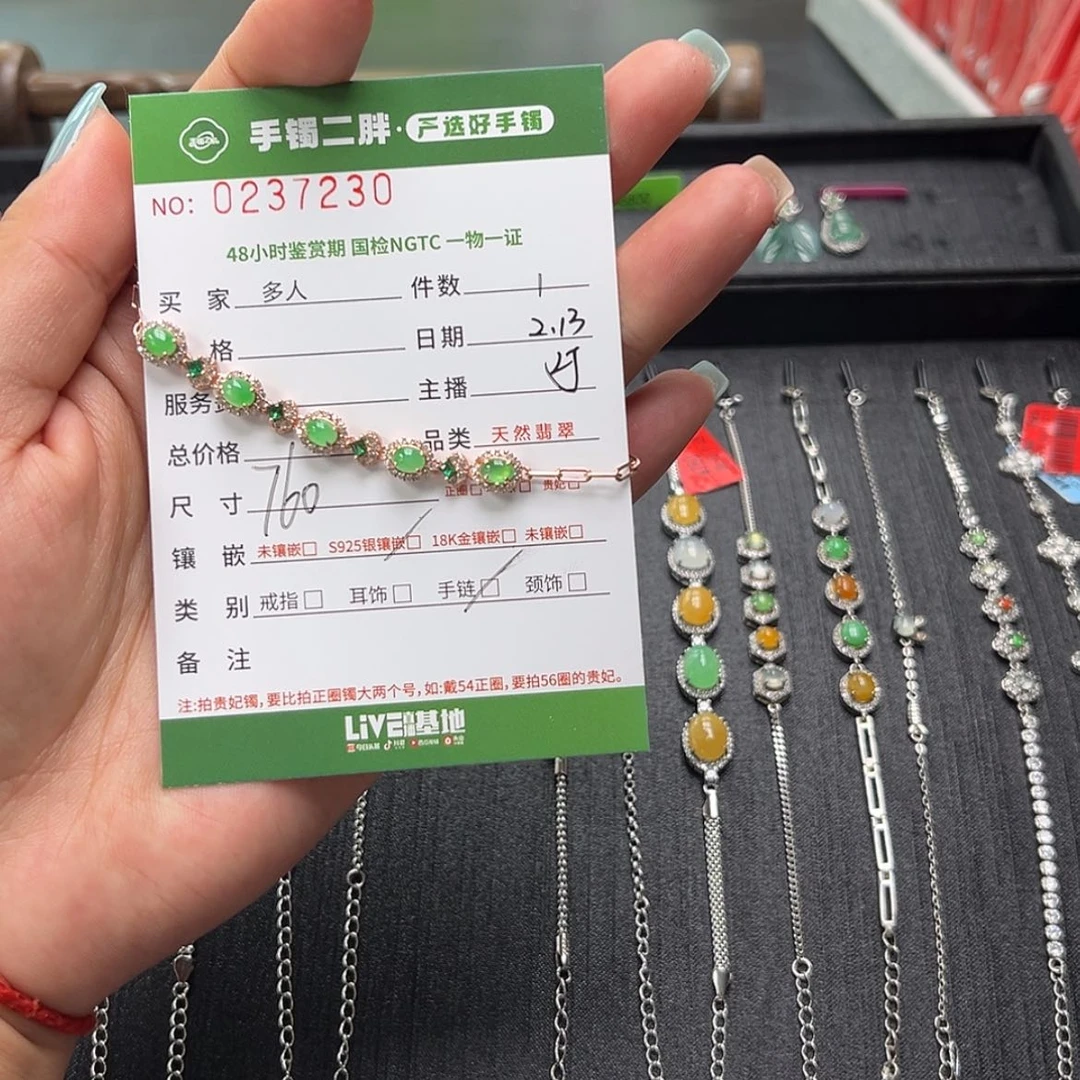 手镯二胖·严选好手镯
NO: 0237230
48小时鉴赏期 国检NGTC 一物一证
买 家 多人 件数 1
格 日期 2.13
服务 主播
总价格 品类 天然翡翠
尺 寸 760 正圈□ 贵妃□
镶 嵌 未镶嵌□ S925银镶嵌□ 18K金镶嵌□ 未镶嵌□
类 别 戒指□ 耳饰□ 手链□ 颈饰□
备 注
注:拍贵妃镯,要比拍正圈镯大两个号,如:戴54正圈,要拍56圈的贵妃。
LiVE 基地